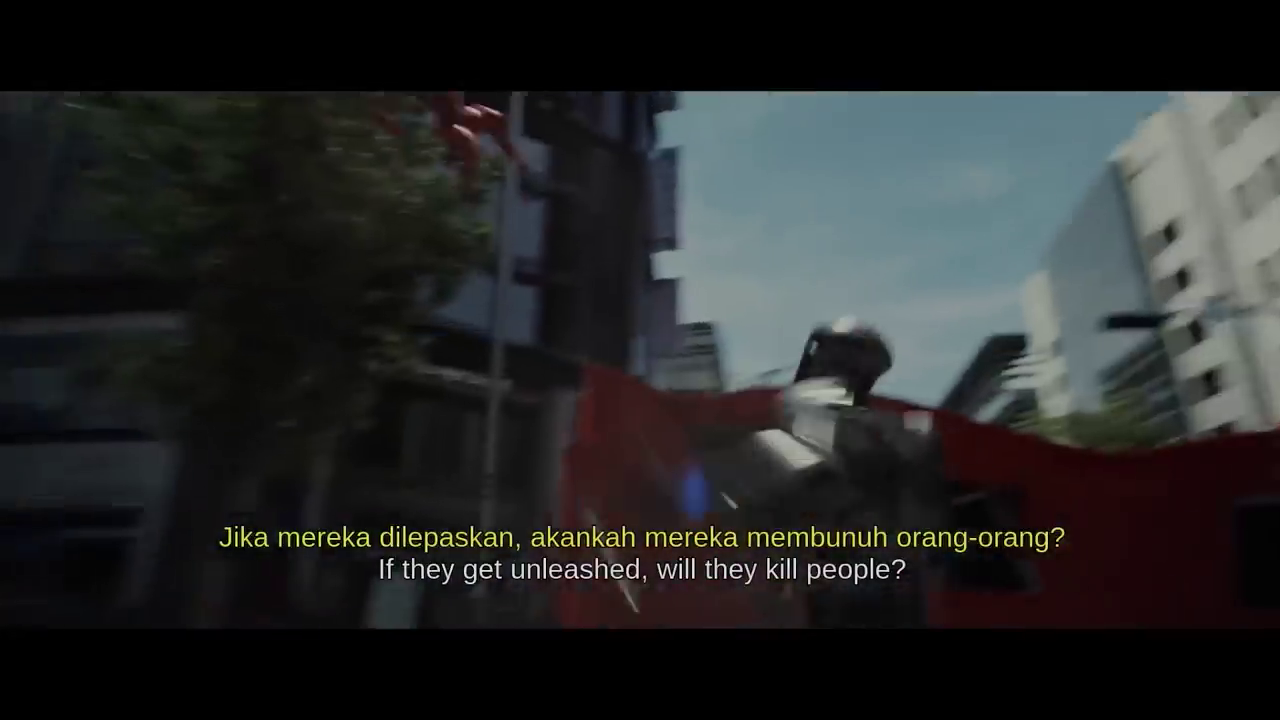 Jika mereka dilepaskan, akankah mereka membunuh orang-orang?
If they get unleashed, will they kill people?